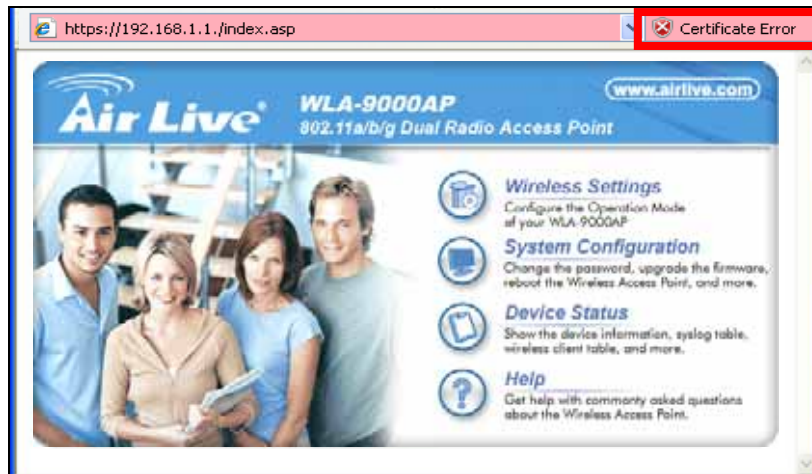 https://192.168.1.1./index.asp
Certificate Error
Air Live®
WLA-9000AP
www.airlive.com
802.11a/b/g Dual Radio Access Point
Wireless Settings
Configure the Operation Mode
of your WLA-9000AP
System Configuration
Change the password, upgrade the firmware,
reboot the Wireless Access Point, and more.
Device Status
Show the device information, syslog table,
wireless client table, and more.
Help
Get help with commonty asked questions
about the Wireless Access Point.